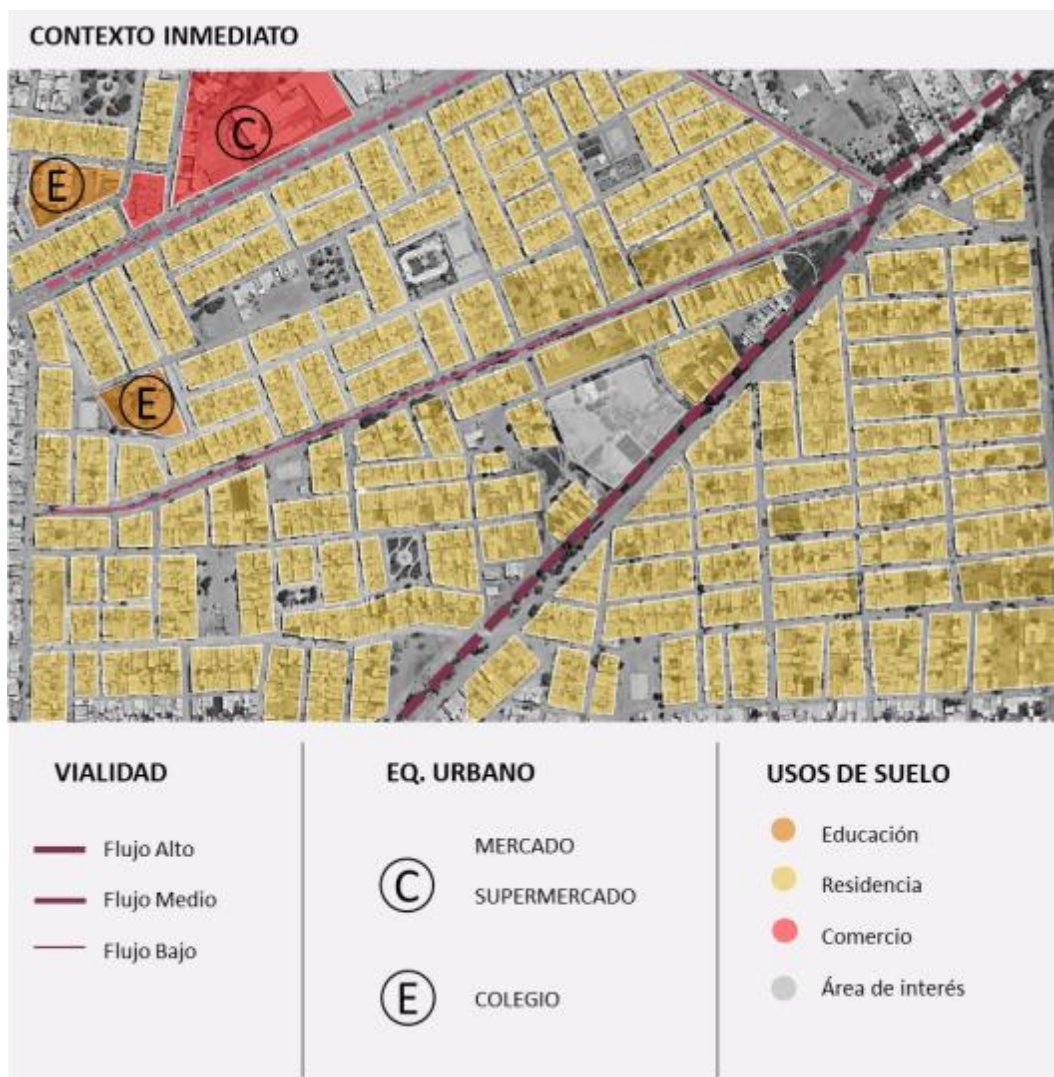 CONTEXTO INMEDIATO
C
E
E
VIALIDAD
Flujo Alto
Flujo Medio
Flujo Bajo
EQ. URBANO
C
MERCADO
SUPERMERCADO
E
COLEGIO
USOS DE SUELO
Educación
Residencia
Comercio
Área de interés